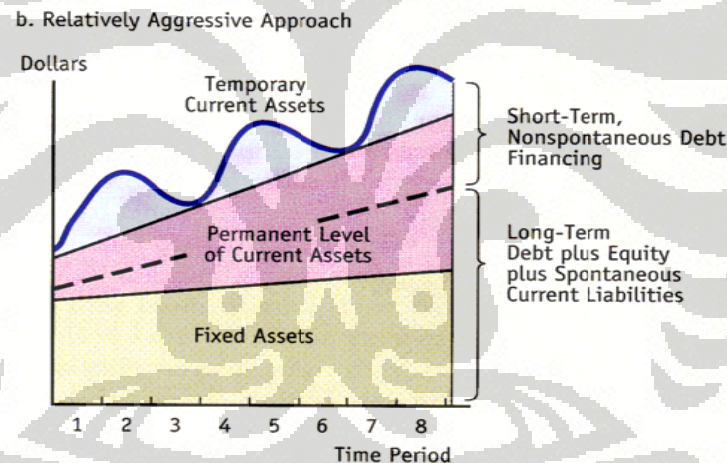 b. Relatively Aggressive Approach
Dollars
Temporary
Current Assets
Short-Term,
Nonspontaneous Debt
Financing
Permanent Level
of Current Assets
Long-Term
Debt plus Equity
plus Spontaneous
Current Liabilities
Fixed Assets
1 2 3 4 5 6 7 8
Time Period